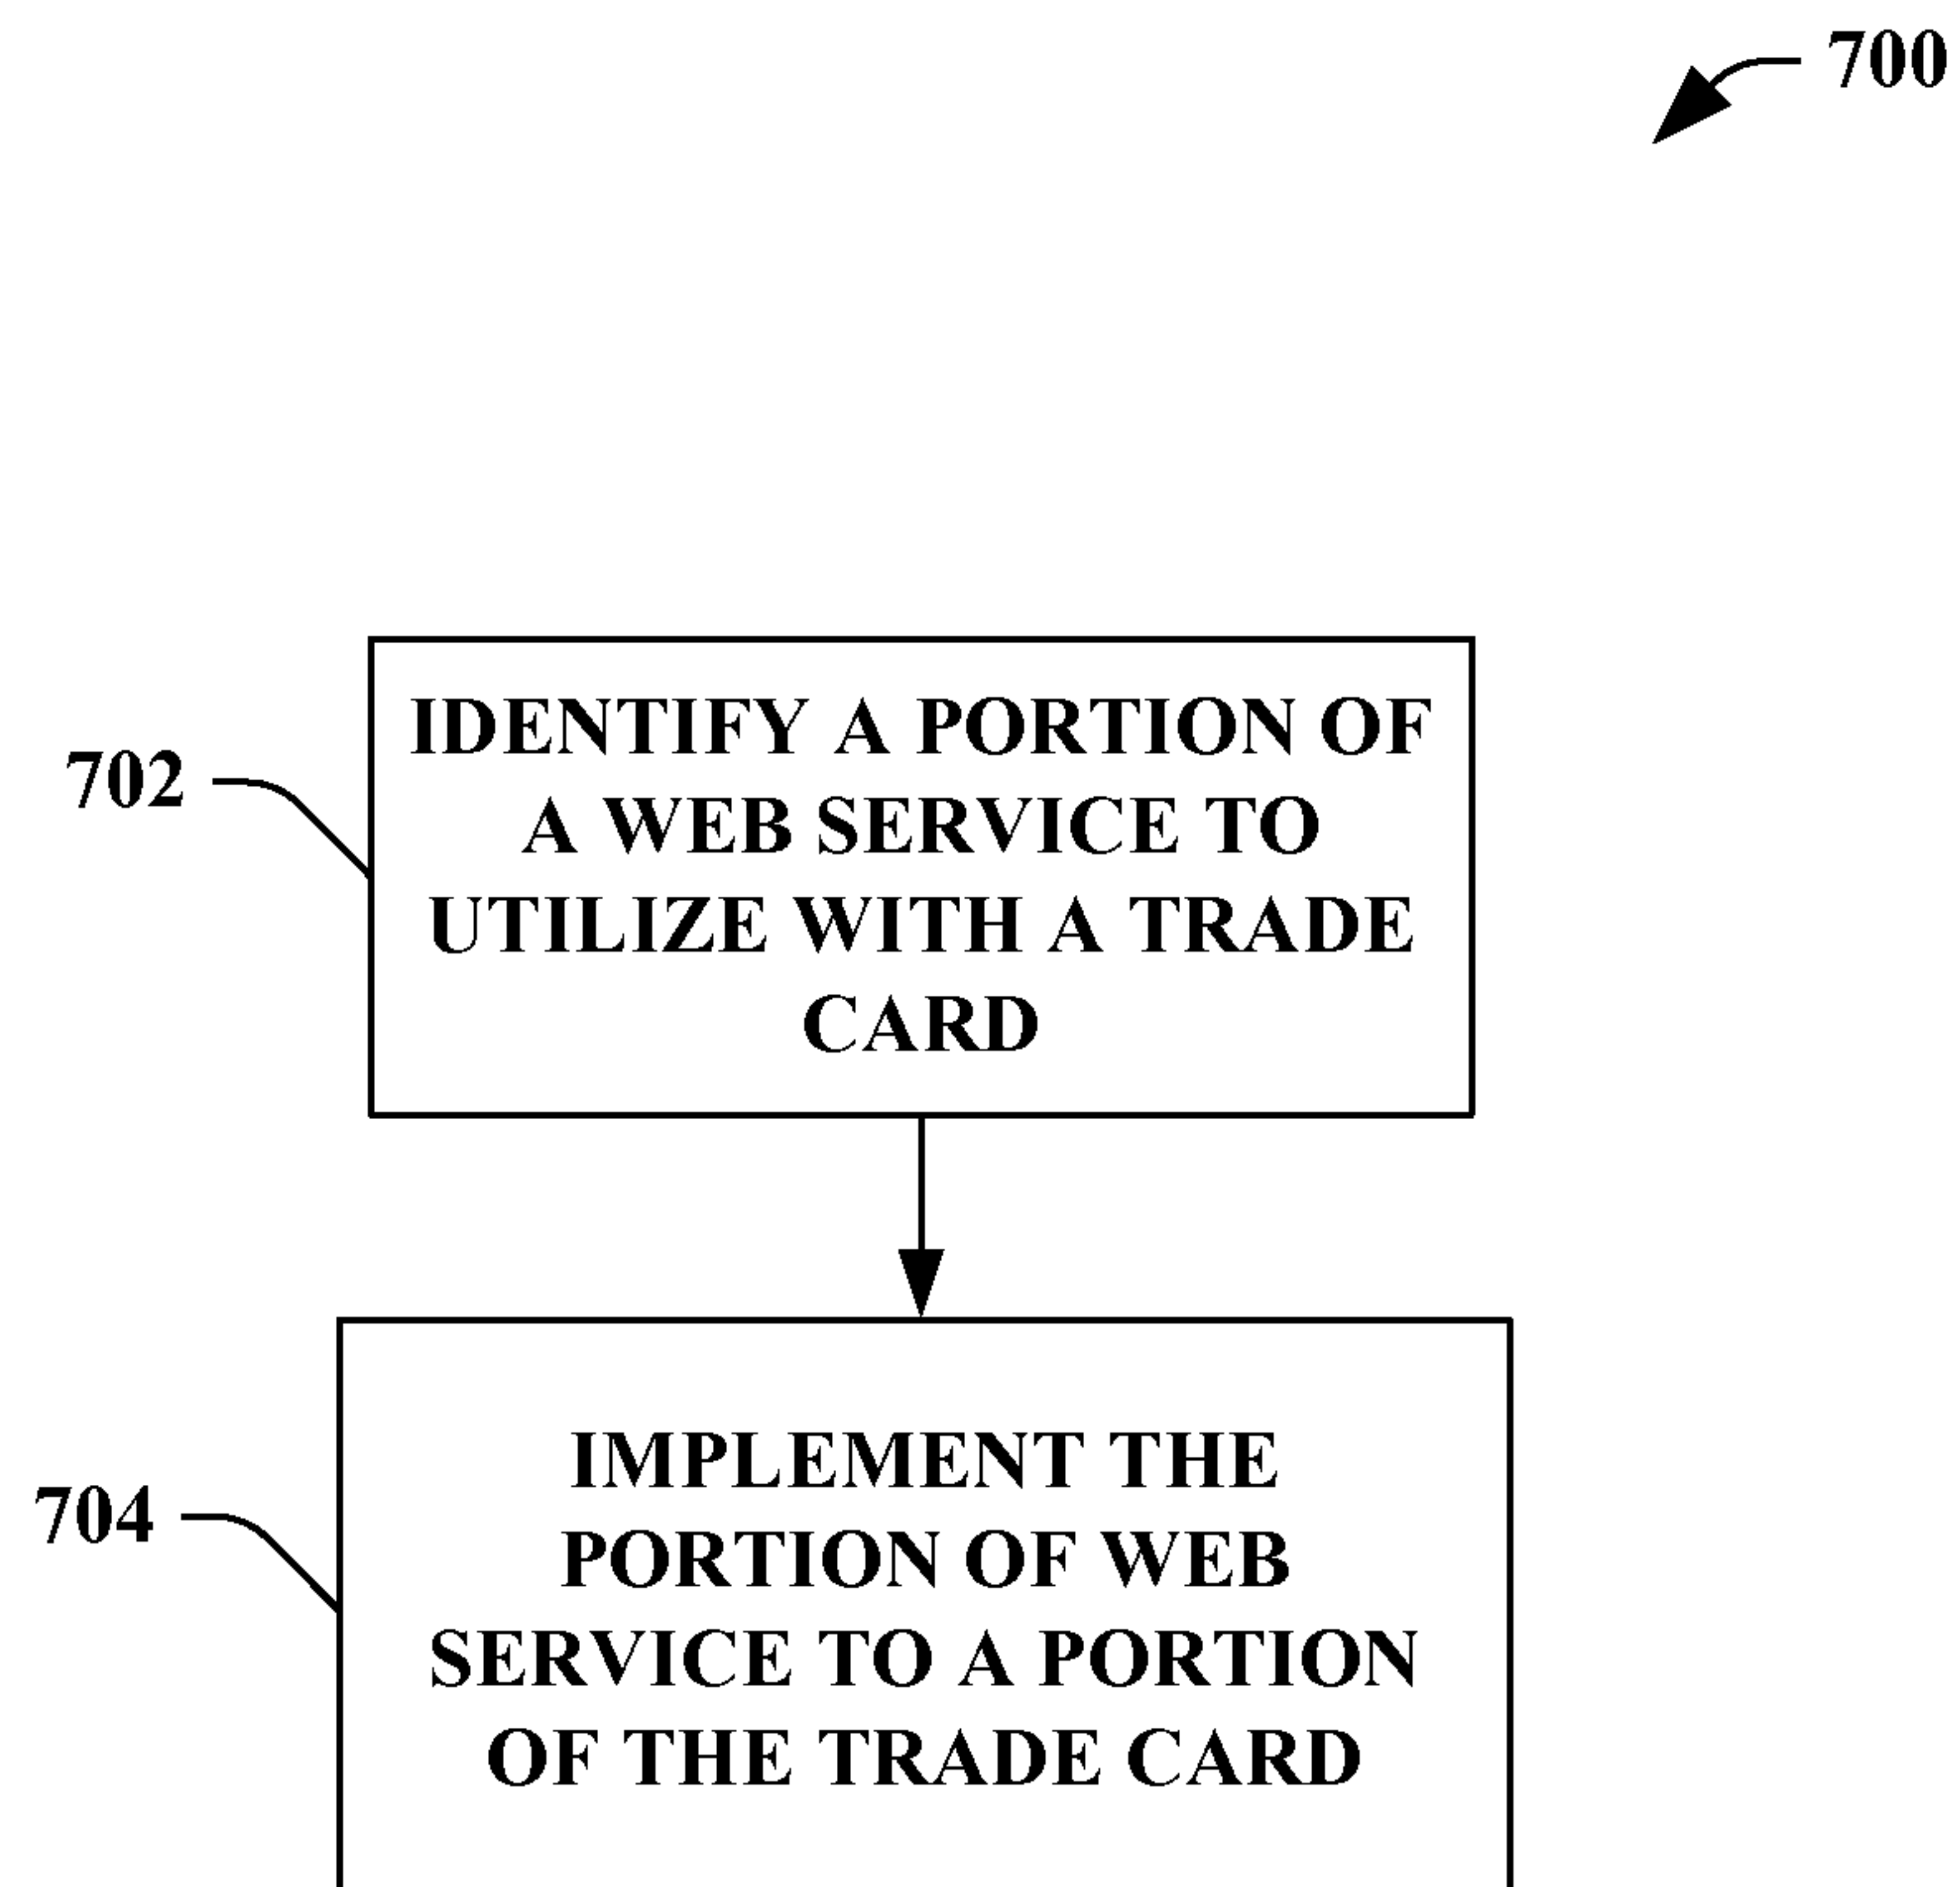 700
702
IDENTIFY A PORTION OF
A WEB SERVICE TO
UTILIZE WITH A TRADE
CARD
704
IMPLEMENT THE
PORTION OF WEB
SERVICE TO A PORTION
OF THE TRADE CARD